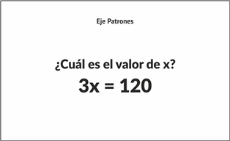 Eje Patrones
¿Cuál es el valor de x?
3x = 120